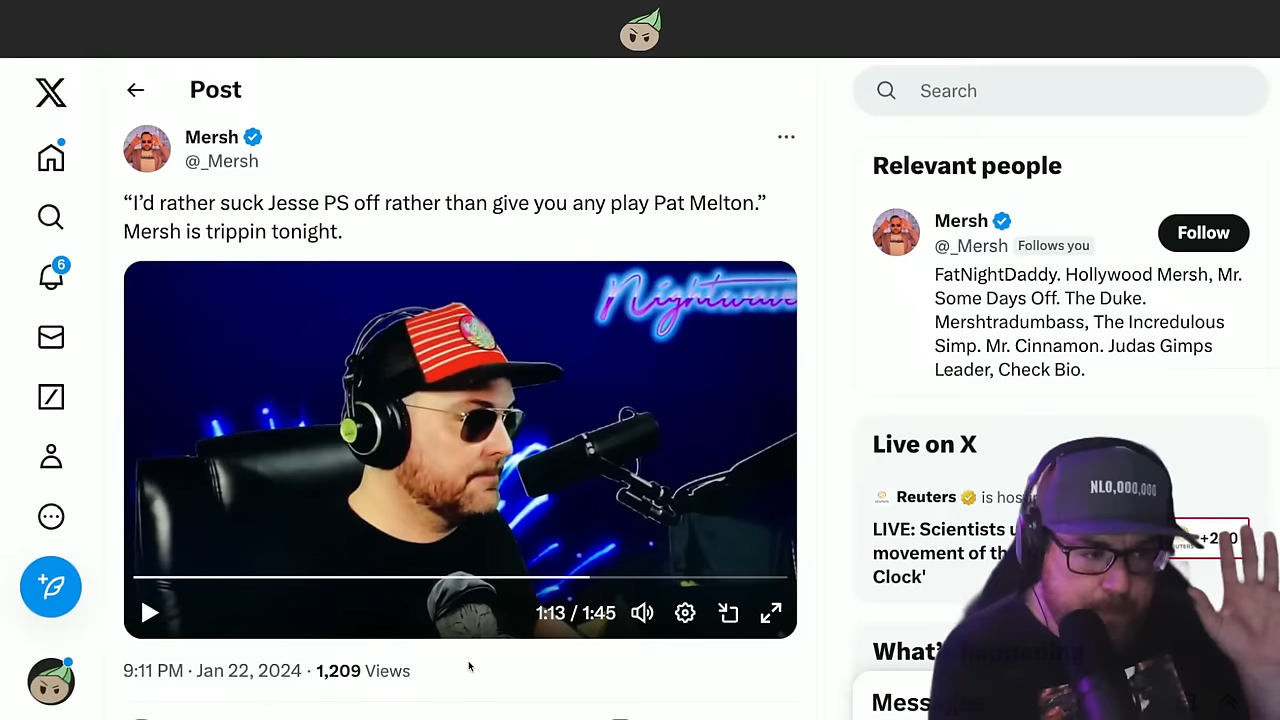 Post
Search
Mersh
@_Mersh
“I’d rather suck Jesse PS off rather than give you any play Pat Melton.”
Mersh is trippin tonight.
Nightwave
1:13 / 1:45
9:11 PM · Jan 22, 2024 · 1,209 Views
6
Relevant people
Mersh
@_Mersh Follows you
Follow
FatNightDaddy. Hollywood Mersh, Mr.
Some Days Off. The Duke.
Mershtradumbass, The Incredulous
Simp. Mr. Cinnamon. Judas Gimps
Leader, Check Bio.
Live on X
Reuters is hos
LIVE: Scientists u
movement of th
Clock'
NLO,000,000
What's happening
Mess